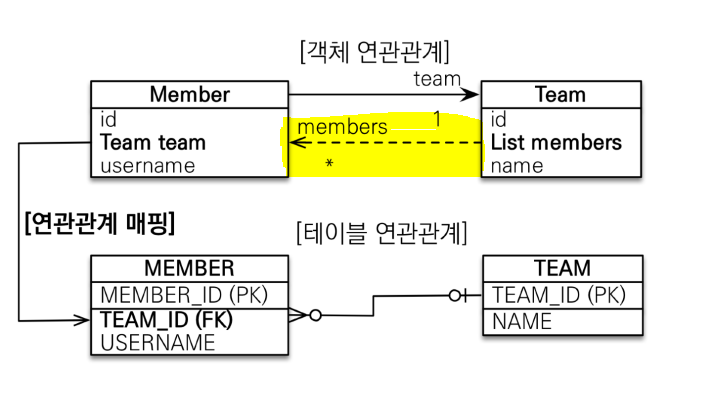 [객체 연관관계]
team
Member
Team
id
Team team
username
members
1
*
id
List members
name
[연관관계 매핑]
[테이블 연관관계]
MEMBER
MEMBER_ID (PK)
TEAM_ID (FK)
USERNAME
TEAM
TEAM_ID (PK)
NAME